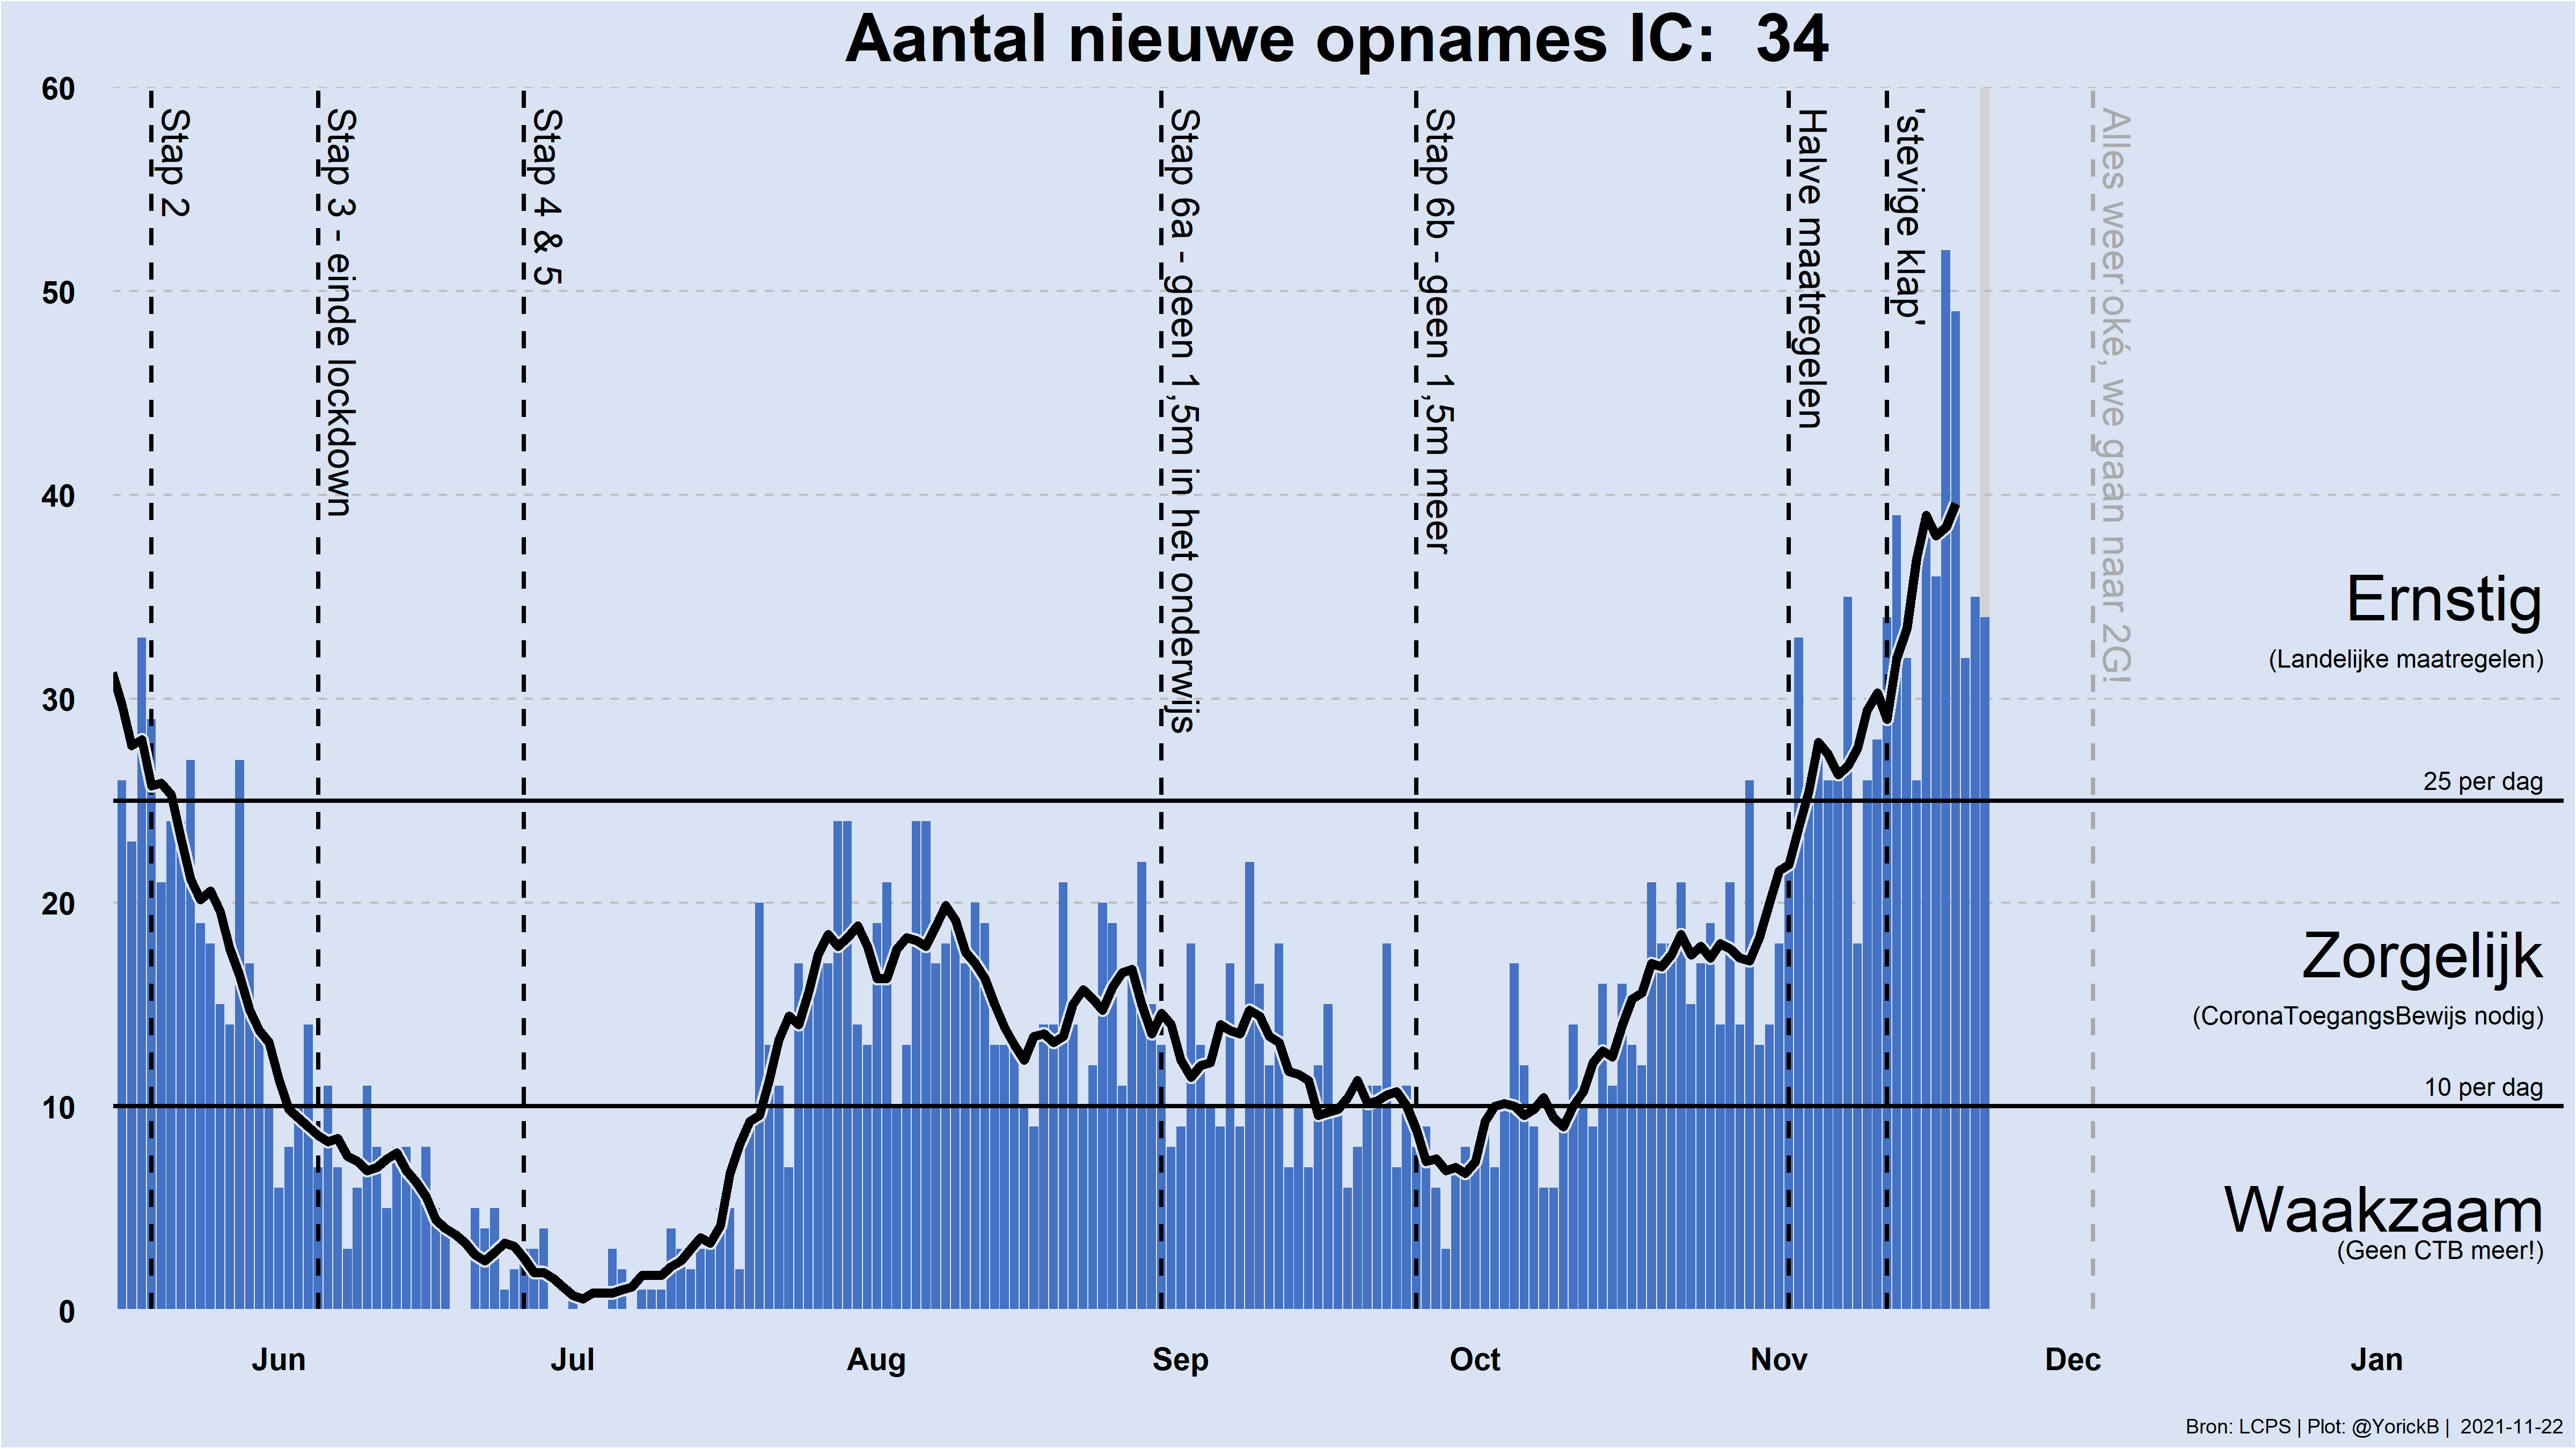 Aantal nieuwe opnames IC: 34
60
50
40
30
20
10
0
Stap 2
Stap 3 - einde lockdown
Stap 4 & 5
Stap 6a - geen 1,5m in het onderwijs
Stap 6b - geen 1,5m meer
Halve maatregelen
'stevige klap'
Alles weer oké, we gaan naar 2G!
Ernstig
(Landelijke maatregelen)
25 per dag
Zorgelijk
(CoronaToegangsBewijs nodig)
10 per dag
Waakzaam
(Geen CTB meer!)
Jun Jul Aug Sep Oct Nov Dec Jan
Bron: LCPS | Plot: @YorickB | 2021-11-22